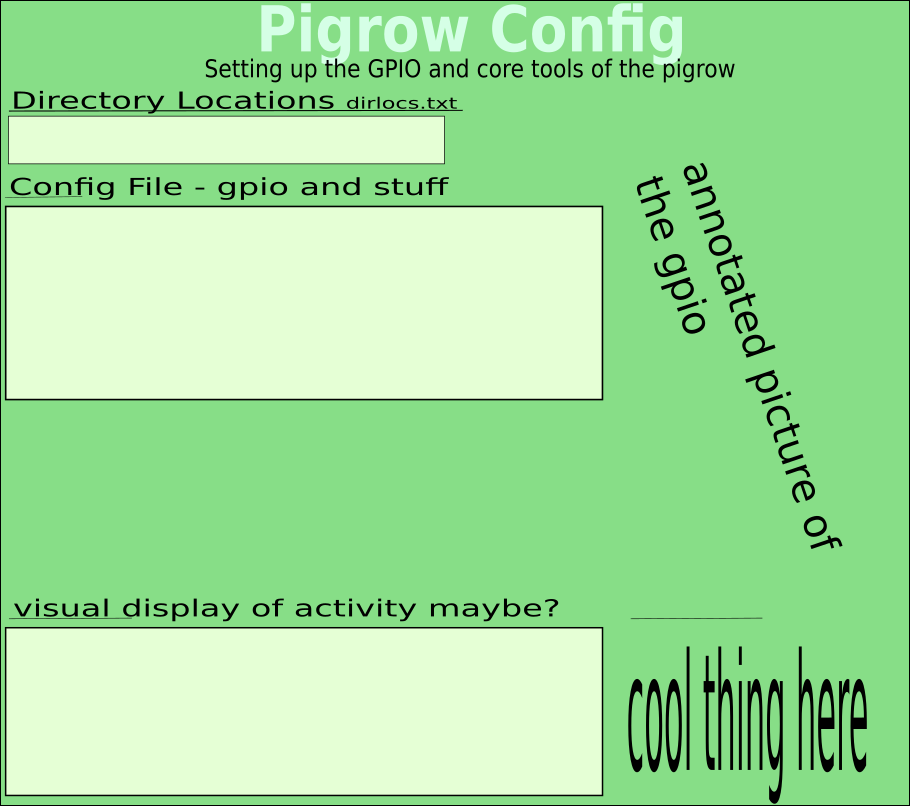 Pigrow Config
Setting up the GPIO and core tools of the pigrow
Directory Locations dirlocs.txt
Config File - gpio and stuff
annotated picture of
the gpio
visual display of activity maybe?
cool thing here